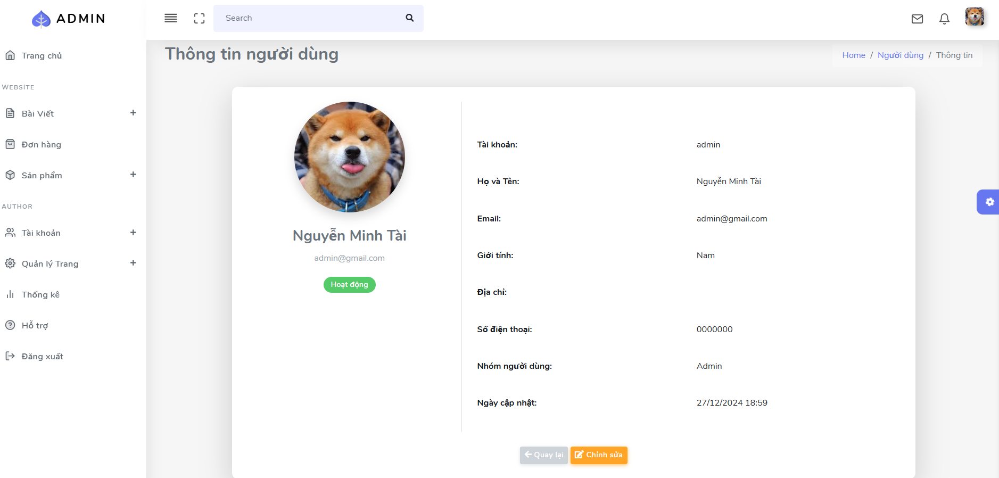 ADMIN
Search
Trang chủ
WEBSITE
Bài Viết
Đơn hàng
Sản phẩm
AUTHOR
Tài khoản
Quản lý Trang
Thống kê
Hỗ trợ
Đăng xuất
Thông tin người dùng
Home / Người dùng / Thông tin
Nguyễn Minh Tài
admin@gmail.com
Hoạt động
Tài khoản: admin
Họ và Tên: Nguyễn Minh Tài
Email: admin@gmail.com
Giới tính: Nam
Địa chỉ:
Số điện thoại: 0000000
Nhóm người dùng: Admin
Ngày cập nhật: 27/12/2024 18:59
Quay lại Chỉnh sửa